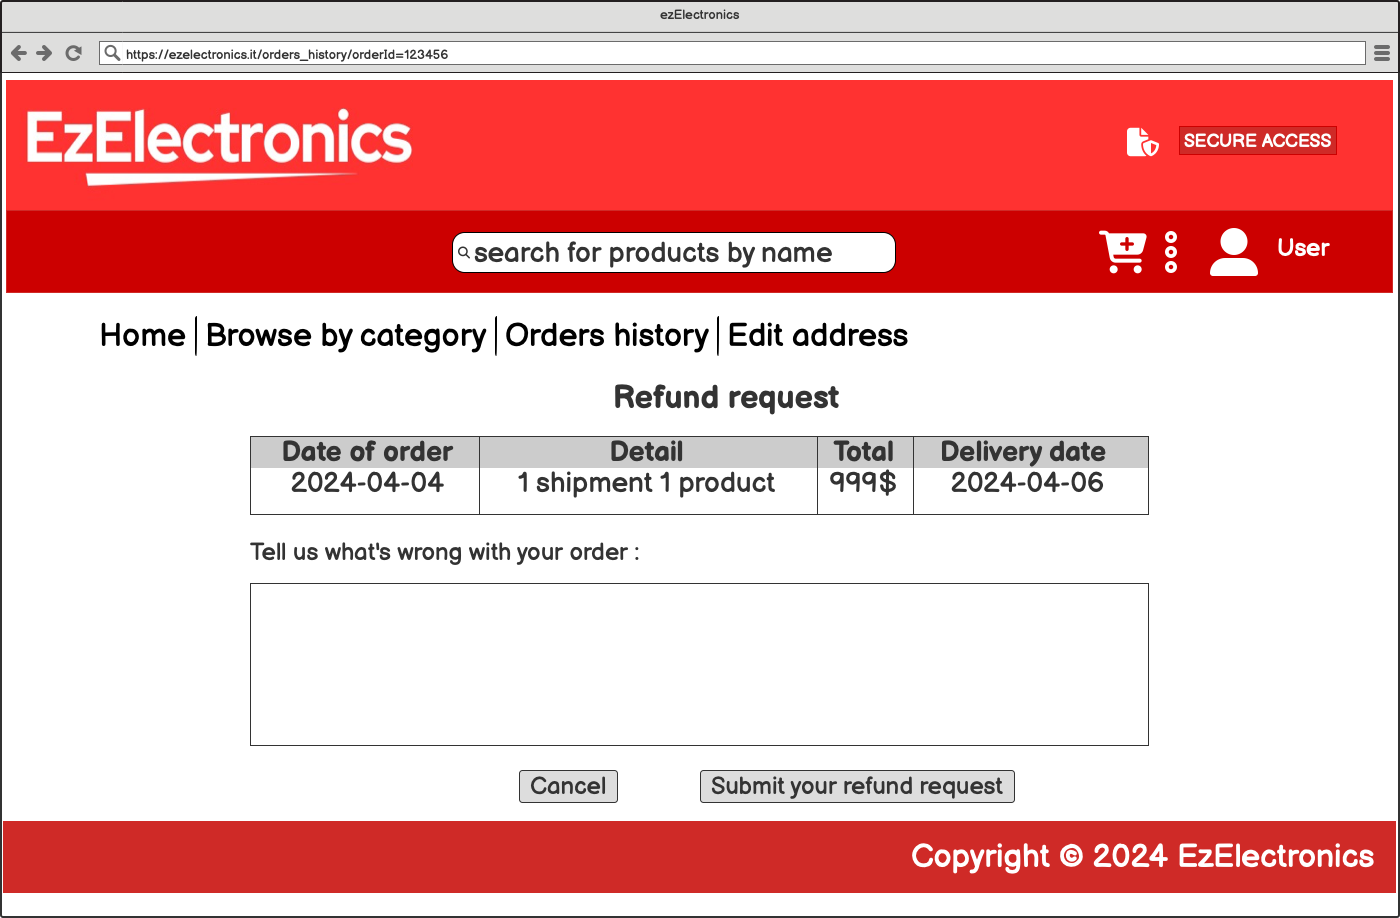 ezElectronics
https://ezelectronics.it/orders_history/orderId=123456
EzElectronics
SECURE ACCESS
search for products by name
User
Home | Browse by category | Orders history | Edit address
Refund request
Date of order Detail Total Delivery date
2024-04-04 1 shipment 1 product 999$ 2024-04-06
Tell us what's wrong with your order :
Cancel Submit your refund request
Copyright © 2024 EzElectronics